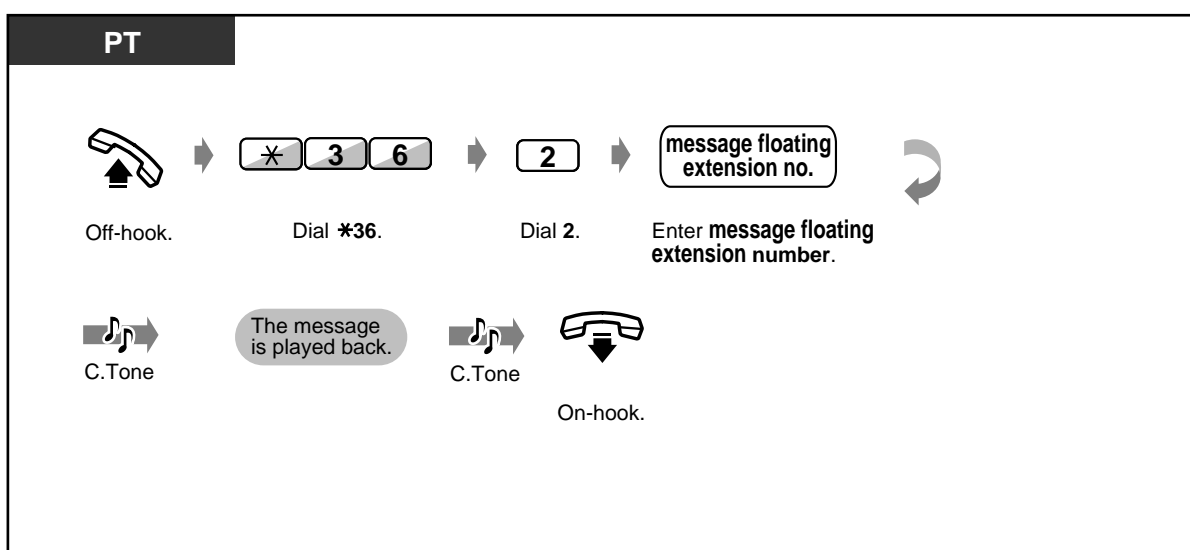 PT
✳ 3 6
2
message floating
extension no.
Off-hook.
Dial ✳36.
Dial 2.
Enter message floating
extension number.
C.Tone
The message
is played back.
C.Tone
On-hook.